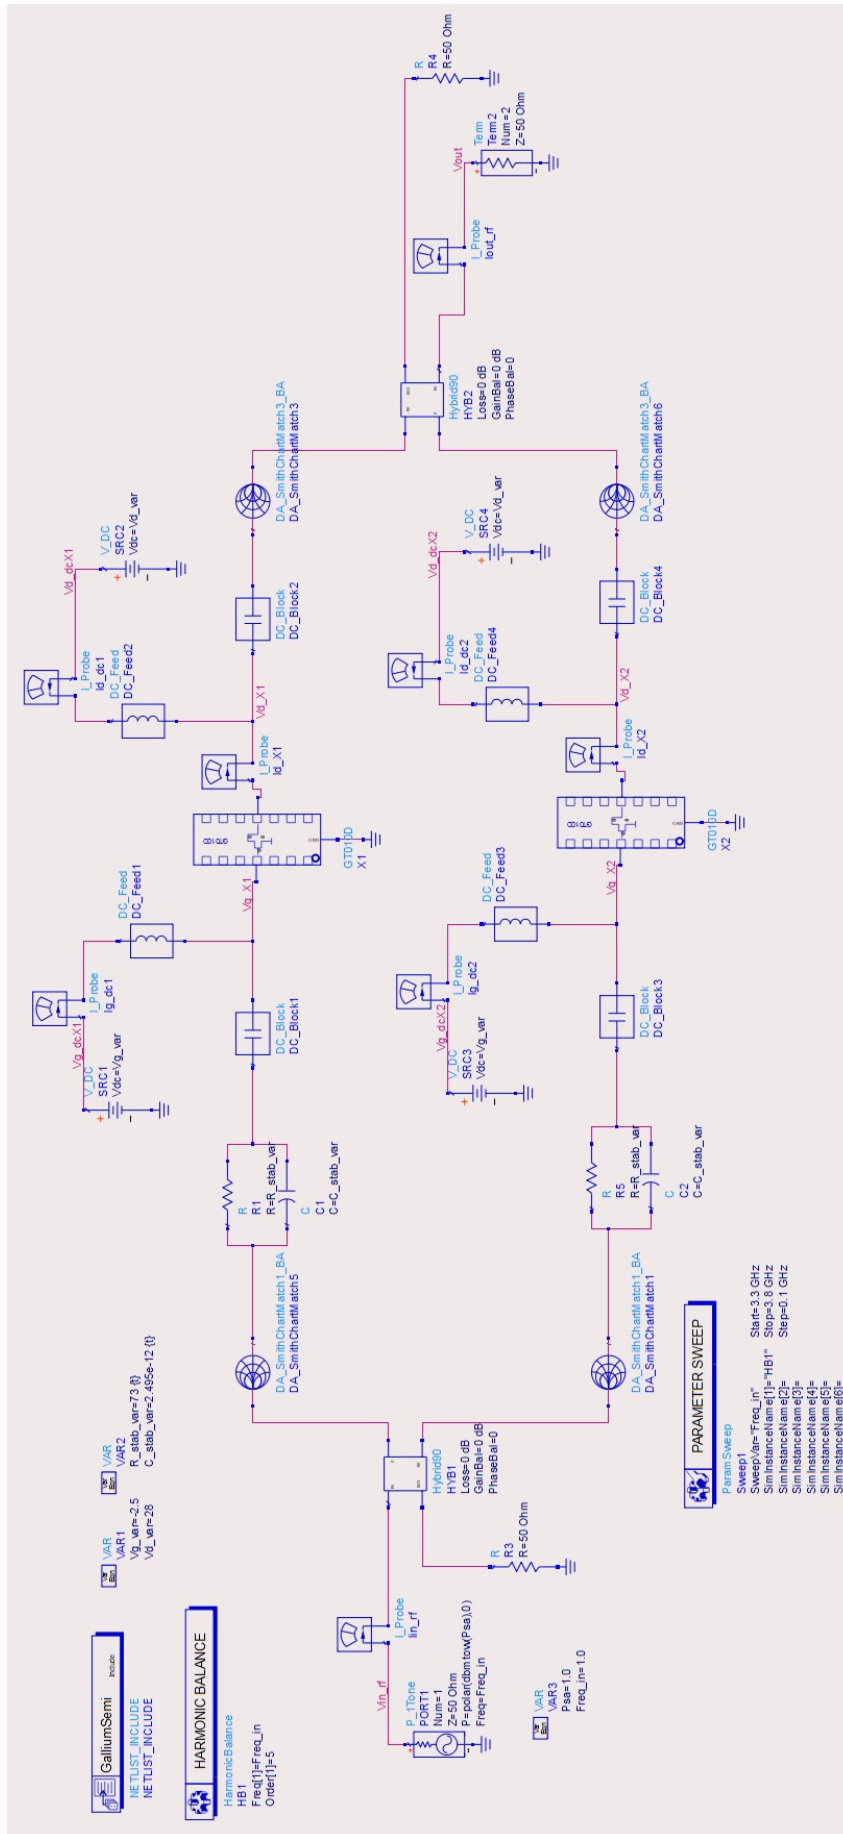 GalliumSemi
Include
NETLIST_INCLUDE
NETLIST_INCLUDE
HARMONIC BALANCE
HarmonicBalance
HB1
Freq[1]=Freq_in
Order[1]=5
Var
Eqn
VAR
VAR1
Vg_var=-2.5
Vd_var=28
Var
Eqn
VAR
VAR2
R_stab_var=73 {t}
C_stab_var=2.495e-12 {t}
Vin_rf
P_1Tone
PORT1
Num=1
Z=50 Ohm
P=polar(dbmtow(Psa),0)
Freq=Freq_in
Var
Eqn
VAR
VAR3
Psa=1.0
Freq_in=1.0
I_Probe
Iin_rf
R
R3
R=50 Ohm
Hybrid90
HYB1
Loss=0 dB
GainBal=0 dB
PhaseBal=0
DA_SmithChartMatch1_BA
DA_SmithChartMatch5
R
R1
R=R_stab_var
C
C1
C=C_stab_var
Vg_dcX1
V_DC
SRC1
Vdc=Vg_var
I_Probe
Ig_dc1
DC_Feed
DC_Feed1
DC_Block
DC_Block1
Vg_X1
GT010D
X1
I_Probe
Id_X1
Vd_X1
I_Probe
Id_dc1
DC_Feed
DC_Feed2
Vd_dcX1
V_DC
SRC2
Vdc=Vd_var
DC_Block
DC_Block2
DA_SmithChartMatch3_BA
DA_SmithChartMatch3
DA_SmithChartMatch1_BA
DA_SmithChartMatch1
R
R5
R=R_stab_var
C
C2
C=C_stab_var
Vg_dcX2
V_DC
SRC3
Vdc=Vg_var
I_Probe
Ig_dc2
DC_Feed
DC_Feed3
DC_Block
DC_Block3
Vg_X2
GT010D
X2
I_Probe
Id_X2
Vd_X2
I_Probe
Id_dc2
DC_Feed
DC_Feed4
Vd_dcX2
V_DC
SRC4
Vdc=Vd_var
DC_Block
DC_Block4
DA_SmithChartMatch3_BA
DA_SmithChartMatch6
Hybrid90
HYB2
Loss=0 dB
GainBal=0 dB
PhaseBal=0
I_Probe
Iout_rf
Vout
Term
Term2
Num=2
Z=50 Ohm
R
R4
R=50 Ohm
PARAMETER SWEEP
ParamSweep
Sweep1
SweepVar="Freq_in"
SimInstanceName[1]="HB1"
SimInstanceName[2]=
SimInstanceName[3]=
SimInstanceName[4]=
SimInstanceName[5]=
SimInstanceName[6]=
Start=3.3 GHz
Stop=3.8 GHz
Step=0.1 GHz